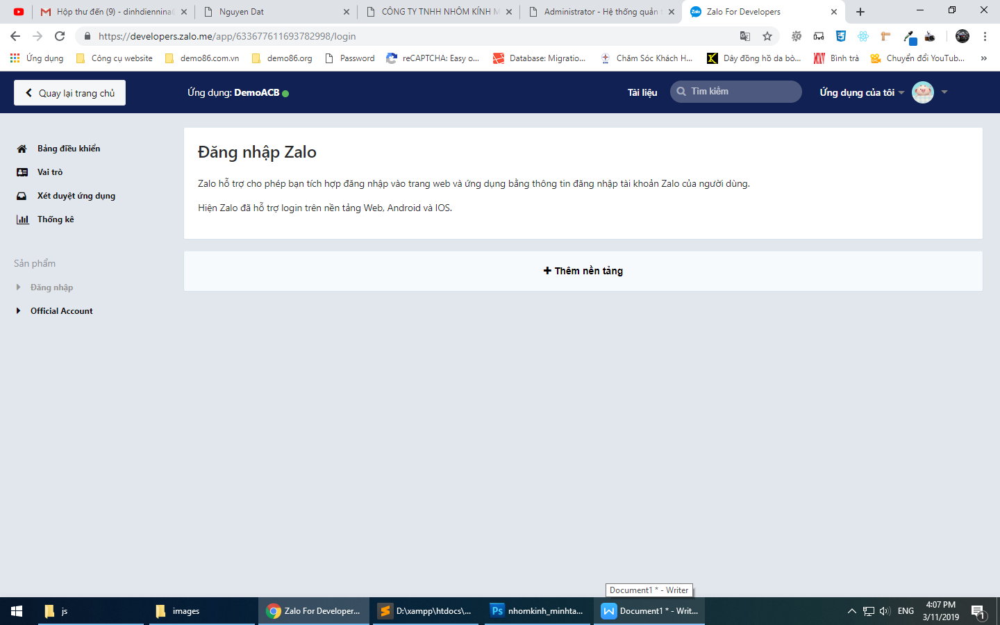 Hộp thư đến (9) - dinhdiennina
Nguyen Dat
CÔNG TY TNHH NHÔM KÍNH M
Administrator - Hệ thống quản
Zalo For Developers
https://developers.zalo.me/app/633677611693782998/login
Ứng dụng
Công cụ website
demo86.com.vn
demo86.org
Password
reCAPTCHA: Easy o...
Database: Migratio...
Chăm Sóc Khách H...
Dây đồng hồ da bò...
Bình trà
Chuyển đổi YouTub...
»
Quay lại trang chủ
Ứng dụng: DemoACB
Tài liệu
Tìm kiếm
Ứng dụng của tôi
Bảng điều khiển
Vai trò
Xét duyệt ứng dụng
Thống kê
Sản phẩm
Đăng nhập
Official Account
Đăng nhập Zalo
Zalo hỗ trợ cho phép bạn tích hợp đăng nhập vào trang web và ứng dụng bằng thông tin đăng nhập tài khoản Zalo của người dùng.
Hiện Zalo đã hỗ trợ login trên nền tảng Web, Android và IOS.
Thêm nền tảng
Document1 * - Writer
js
images
Zalo For Developer...
D:\xampp\htdocs\...
Ps
nhomkinh_minhta...
Document1 * - Writ...
ENG
4:07 PM
3/11/2019
1